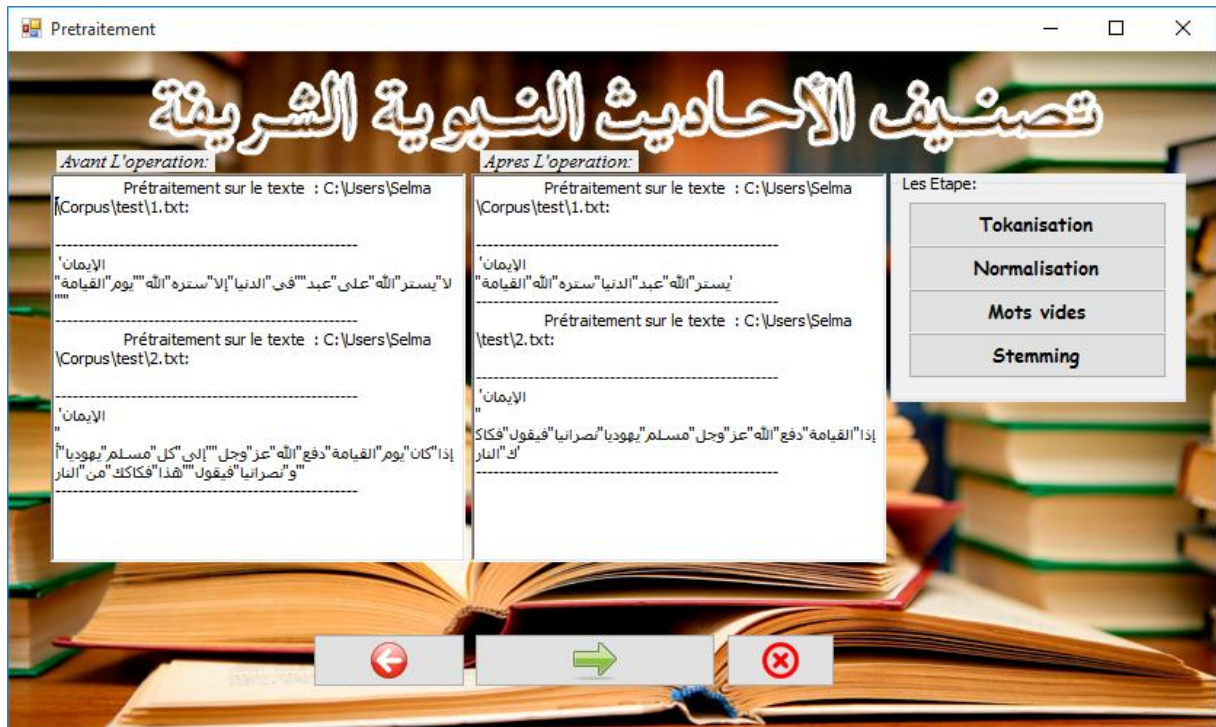 Pretraitement
تصنيف الأحاديث النبوية الشريفة
Avant L'operation:
Prétraitement sur le texte : C:\Users\Selma
\Corpus\test\1.txt:
--------------------------------------------------
'الإيمان
لا"يستر"الله"على"عبد""في"الدنيا"إلا"ستره"الله""يوم"القيامة"
"""
--------------------------------------------------
Prétraitement sur le texte : C:\Users\Selma
\Corpus\test\2.txt:
--------------------------------------------------
'الإيمان
"
إذا"كان"يوم"القيامة"دفع"الله"عز"وجل""إلى"كل"مسلم"يهوديا"أ
و"نصرانيا"فيقول""هذا"فكاكك"من"النار"""
--------------------------------------------------
Apres L'operation:
Prétraitement sur le texte : C:\Users\Selma
\Corpus\test\1.txt:
--------------------------------------------------
'الإيمان
يستر"الله"عبد"الدنيا"ستره"الله"القيامة"'
--------------------------------------------------
Prétraitement sur le texte : C:\Users\Selma
\test\2.txt:
--------------------------------------------------
'الإيمان
"
إذا"القيامة"دفع"الله"عز"وجل"مسلم"يهوديا"نصرانيا"فيقول"فكاك
ك"النار'
--------------------------------------------------
Les Etape:
Tokanisation
Normalisation
Mots vides
Stemming